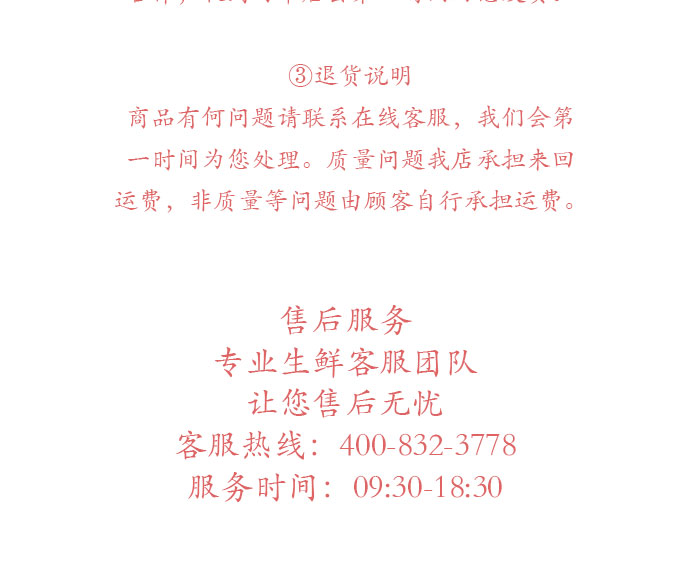 ③退货说明
商品有何问题请联系在线客服，我们会第
一时间为您处理。质量问题我店承担来回
运费，非质量等问题由顾客自行承担运费。
售后服务
专业生鲜客服团队
让您售后无忧
客服热线：400-832-3778
服务时间：09:30-18:30